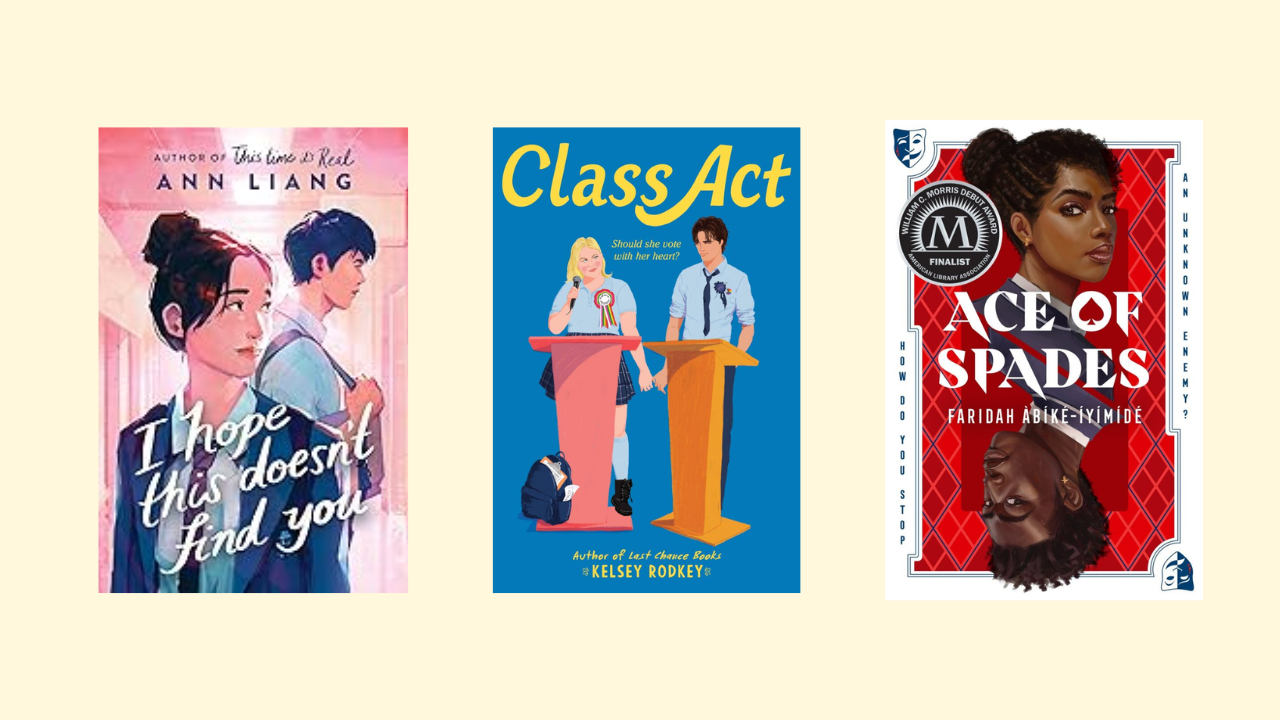 AUTHOR OF This time it's Real
ANN LIANG
I hope
this doesn't
find you
Class Act
Should she vote
with her heart?
Author of Last Chance Books
KELSEY RODKEY
WILLIAM C. MORRIS DEBUT AWARD
M
FINALIST
AMERICAN LIBRARY ASSOCIATION
ACE OF
SPADES
FARIDAH ÀBÍKÉ-ÍYÍMÍDÉ
HOW DO YOU STOP
AN UNKNOWN ENEMY?